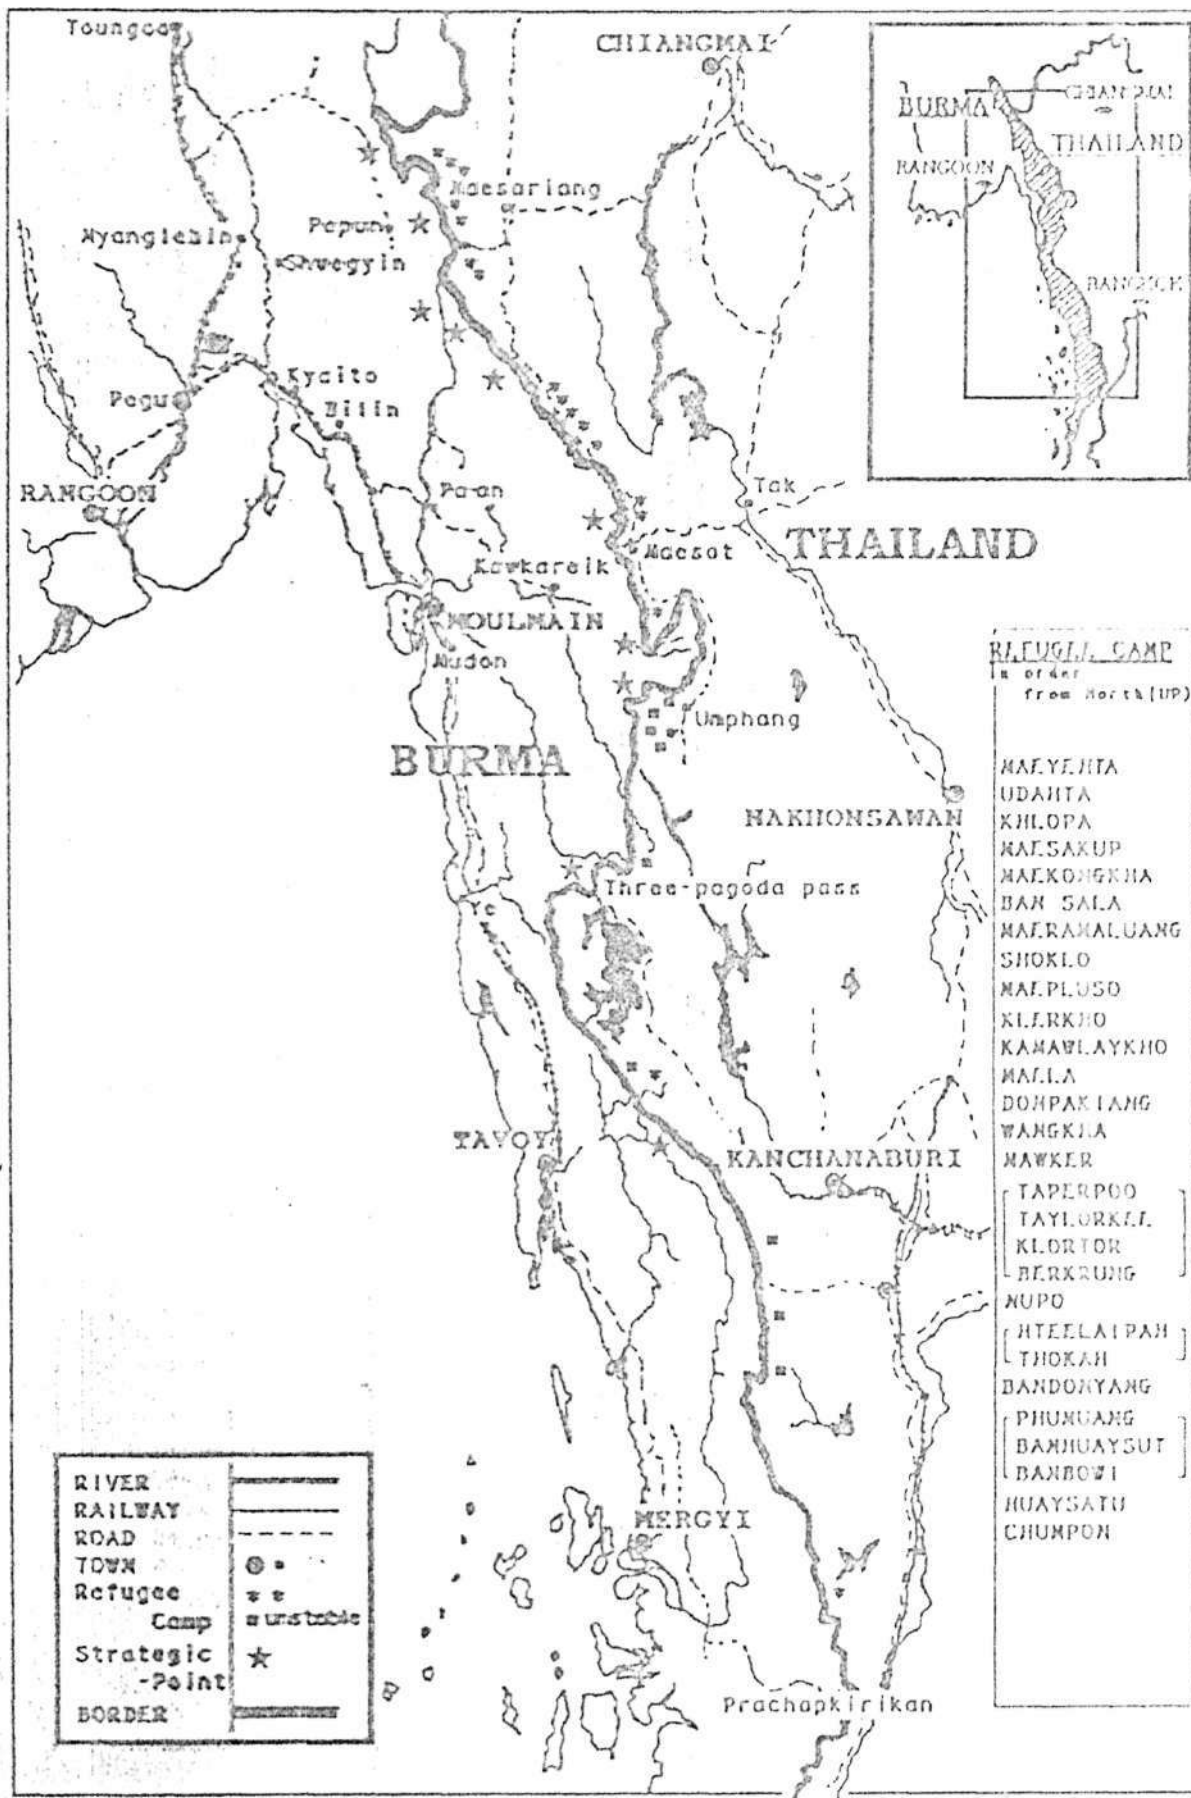 Toungoo
CHIANGMAI
Maesariang
Papun
Nyanglebin
Shwegyin
Kyaito
Bilin
Pegu
RANGOON
Pa-an
Tak
THAILAND
Maesot
Kawkareik
MOULMAIN
Mudon
Umphang
BURMA
NAKHONSAWAN
Three-pagoda pass
Ye
TAVOY
KANCHANABURI
MERGYI
Prachapkirikan
BURMA
CHIANGMAI
THAILAND
RANGOON
BANGKOK
REFUGEE CAMP
in order
from North(UP)
MAEYEHTA
UDAHTA
KHLOPA
MAESAKUP
MAEKONGKHA
BAN SALA
MAERAMALUANG
SHOKLO
MAEPLUSO
KLERKHO
KAMAWLAYKHO
MAELA
DONPAKIANG
WANGKHA
MAWKER
TAPERPOO
TAYLORKEE
KLORTOR
BERKRUNG
NUPO
HTEELAIPAH
THOKAH
BANDONYANG
PHUNUANG
BANHUAYSUT
BANBOWI
HUAYSATU
CHUMPON
RIVER
RAILWAY
ROAD
TOWN
Refugee
Camp unstable
Strategic
-Point
BORDER